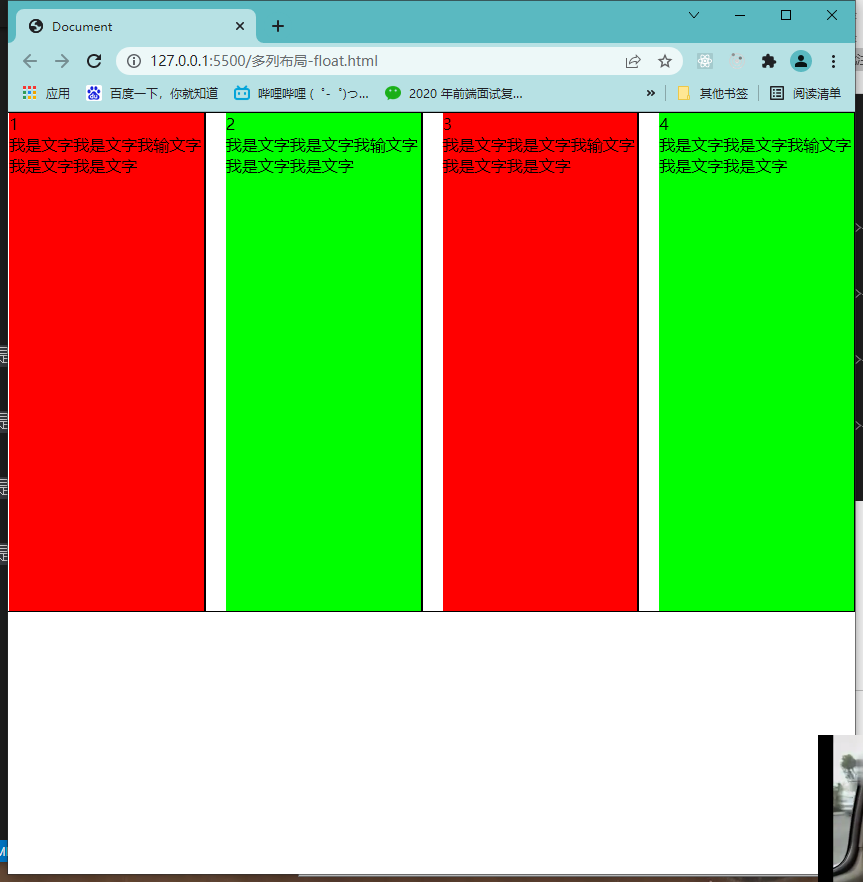 Document
127.0.0.1:5500/多列布局-float.html
应用
百度一下，你就知道
哔哩哔哩 (゜-゜)つ...
2020 年前端面试复...
»
其他书签
阅读清单
1
我是文字我是文字我输文字
我是文字我是文字
2
我是文字我是文字我输文字
我是文字我是文字
3
我是文字我是文字我输文字
我是文字我是文字
4
我是文字我是文字我输文字
我是文字我是文字